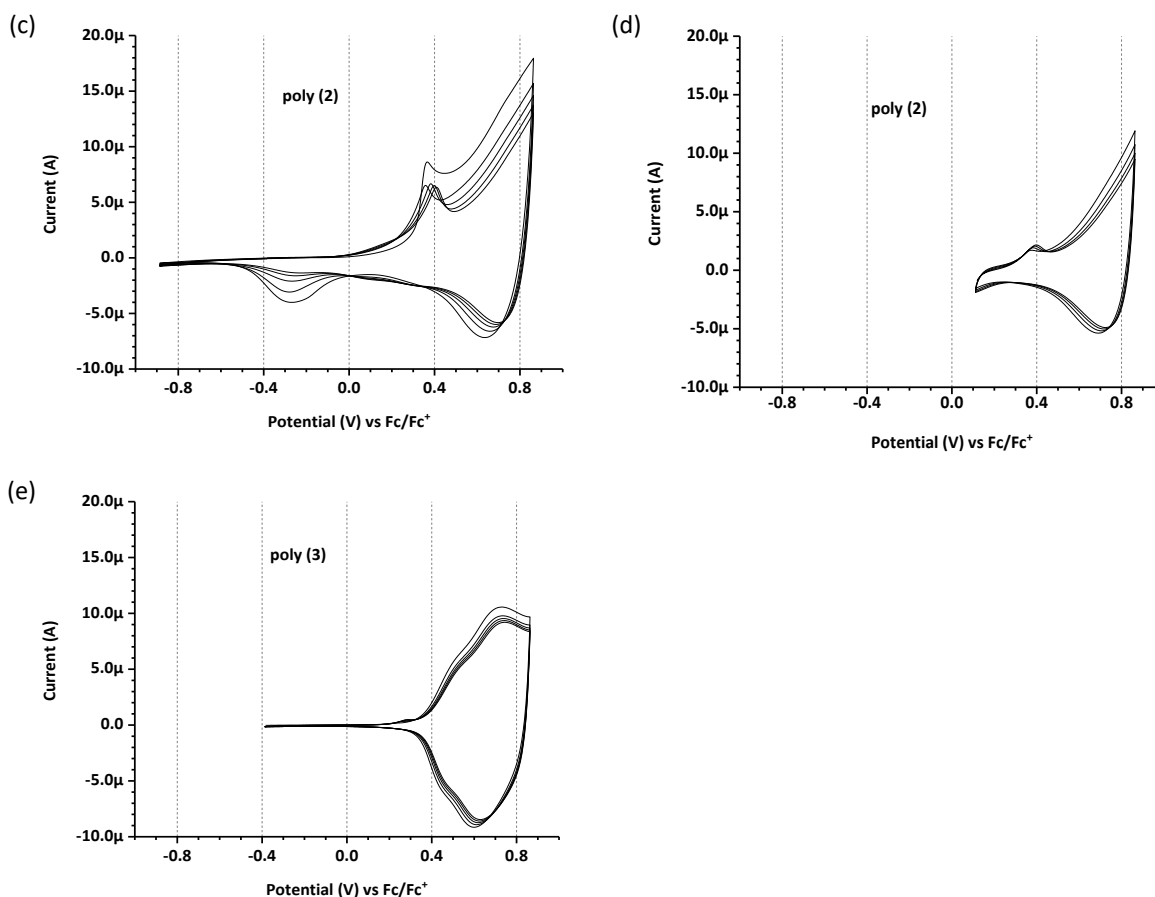 (c)
20.0µ
15.0µ
10.0µ
5.0µ
0.0
-5.0µ
-10.0µ
Current (A)
poly (2)
-0.8 -0.4 0.0 0.4 0.8
Potential (V) vs Fc/Fc⁺
(d)
20.0µ
15.0µ
10.0µ
5.0µ
0.0
-5.0µ
-10.0µ
Current (A)
poly (2)
-0.8 -0.4 0.0 0.4 0.8
Potential (V) vs Fc/Fc⁺
(e)
20.0µ
15.0µ
10.0µ
5.0µ
0.0
-5.0µ
-10.0µ
Current (A)
poly (3)
-0.8 -0.4 0.0 0.4 0.8
Potential (V) vs Fc/Fc⁺